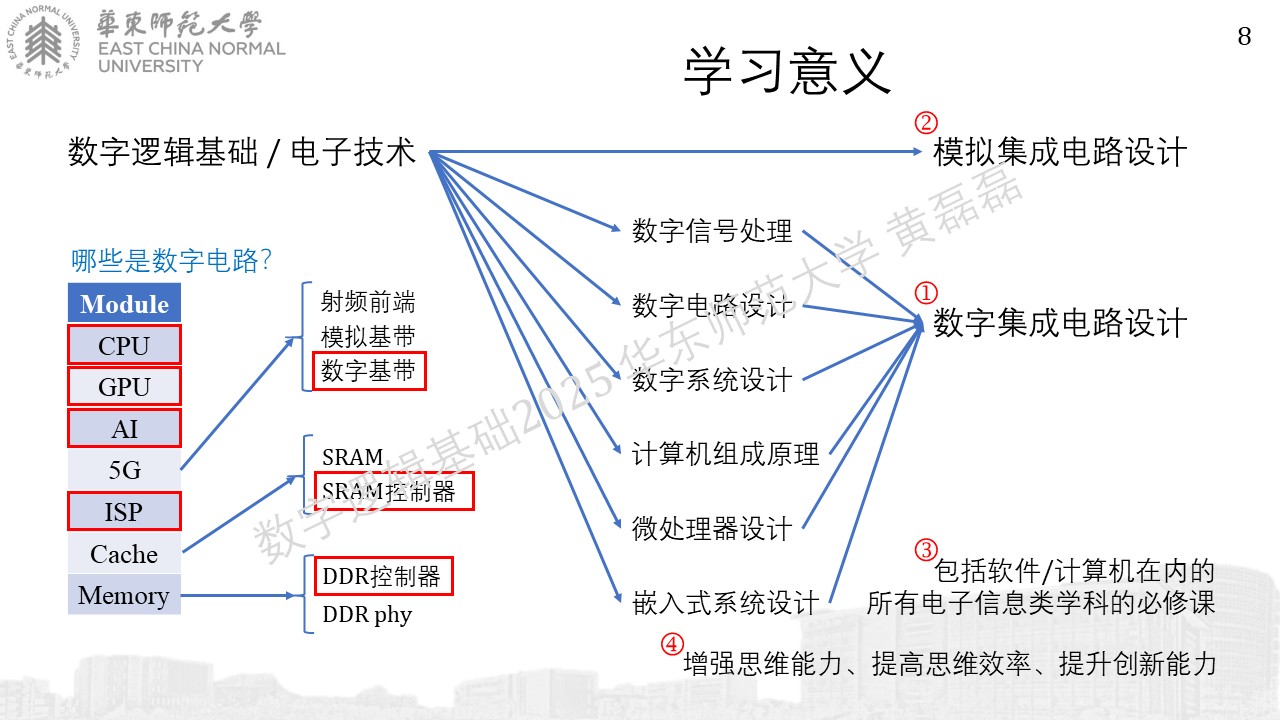 華東師範大學
EAST CHINA NORMAL
UNIVERSITY
EAST CHINA NORMAL UNIVERSITY
華東師範大學
8
学习意义
数字逻辑基础 / 电子技术
②
模拟集成电路设计
数字信号处理
数字电路设计
数字系统设计
计算机组成原理
微处理器设计
嵌入式系统设计
①
数字集成电路设计
哪些是数字电路?
Module
CPU
GPU
AI
5G
ISP
Cache
Memory
射频前端
模拟基带
数字基带
SRAM
SRAM控制器
DDR控制器
DDR phy
③
包括软件/计算机在内的
所有电子信息类学科的必修课
④
增强思维能力、提高思维效率、提升创新能力
数字逻辑基础2025 华东师范大学 黄磊磊